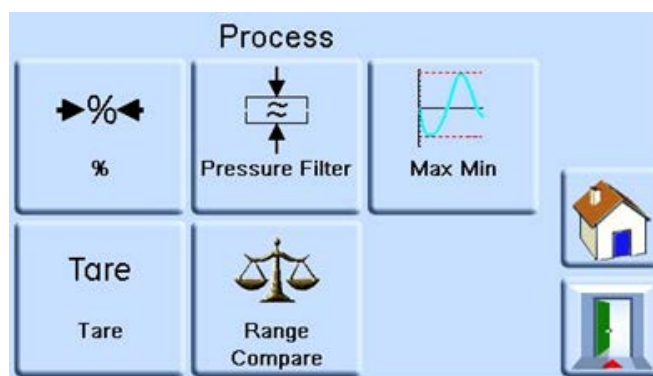 Process
%
%
Pressure Filter
Max Min
Tare
Tare
Range
Compare